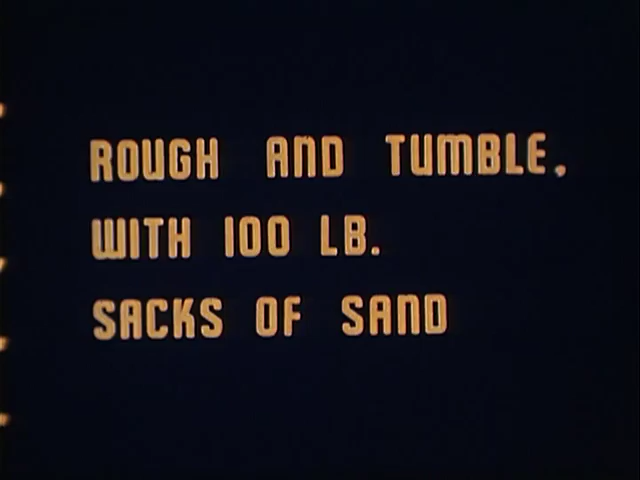 ROUGH AND TUMBLE,
WITH 100 LB.
SACKS OF SAND